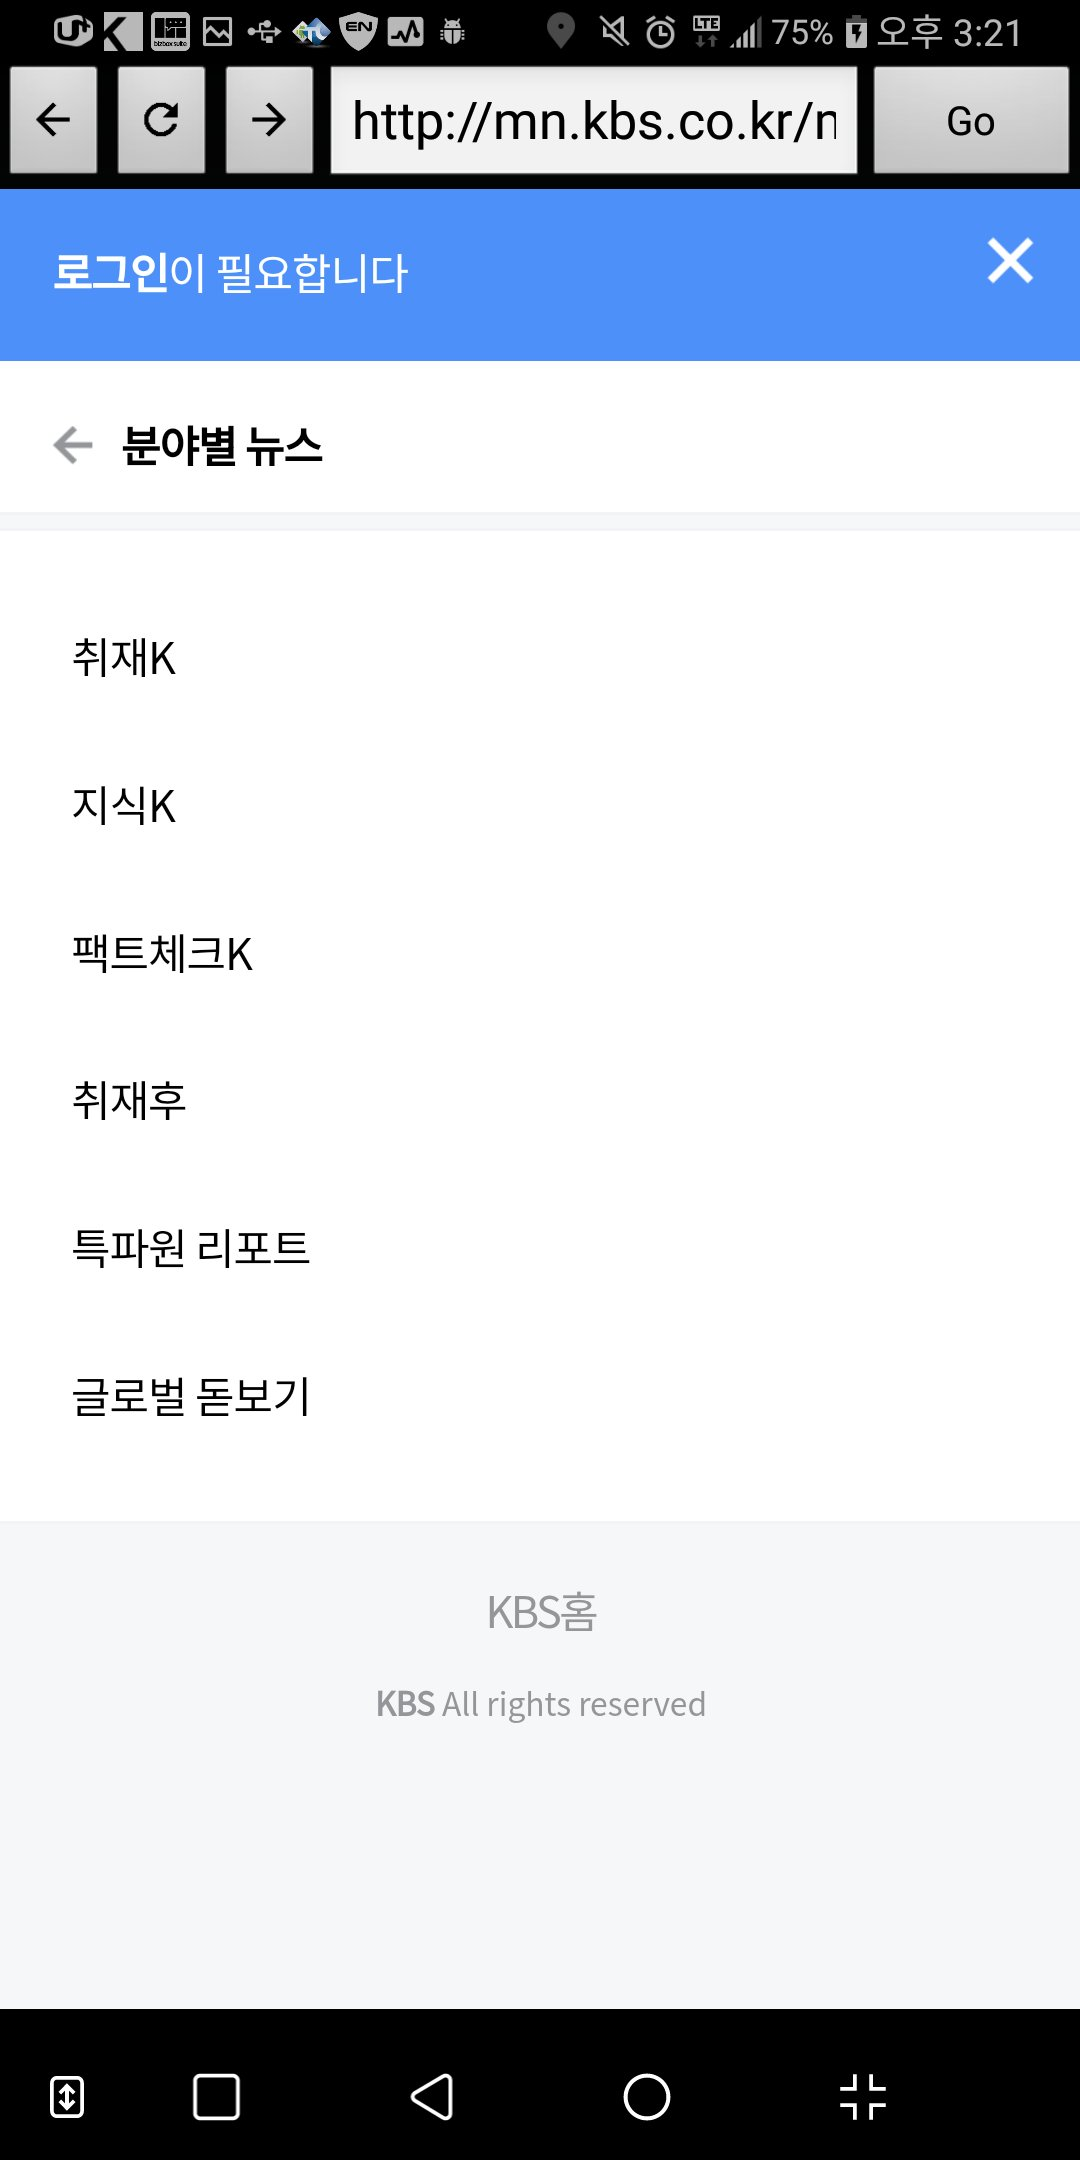 LTE 75% 오후 3:21
http://mn.kbs.co.kr/n
Go
로그인이 필요합니다
분야별 뉴스
취재K
지식K
팩트체크K
취재후
특파원 리포트
글로벌 돋보기
KBS홈
KBS All rights reserved